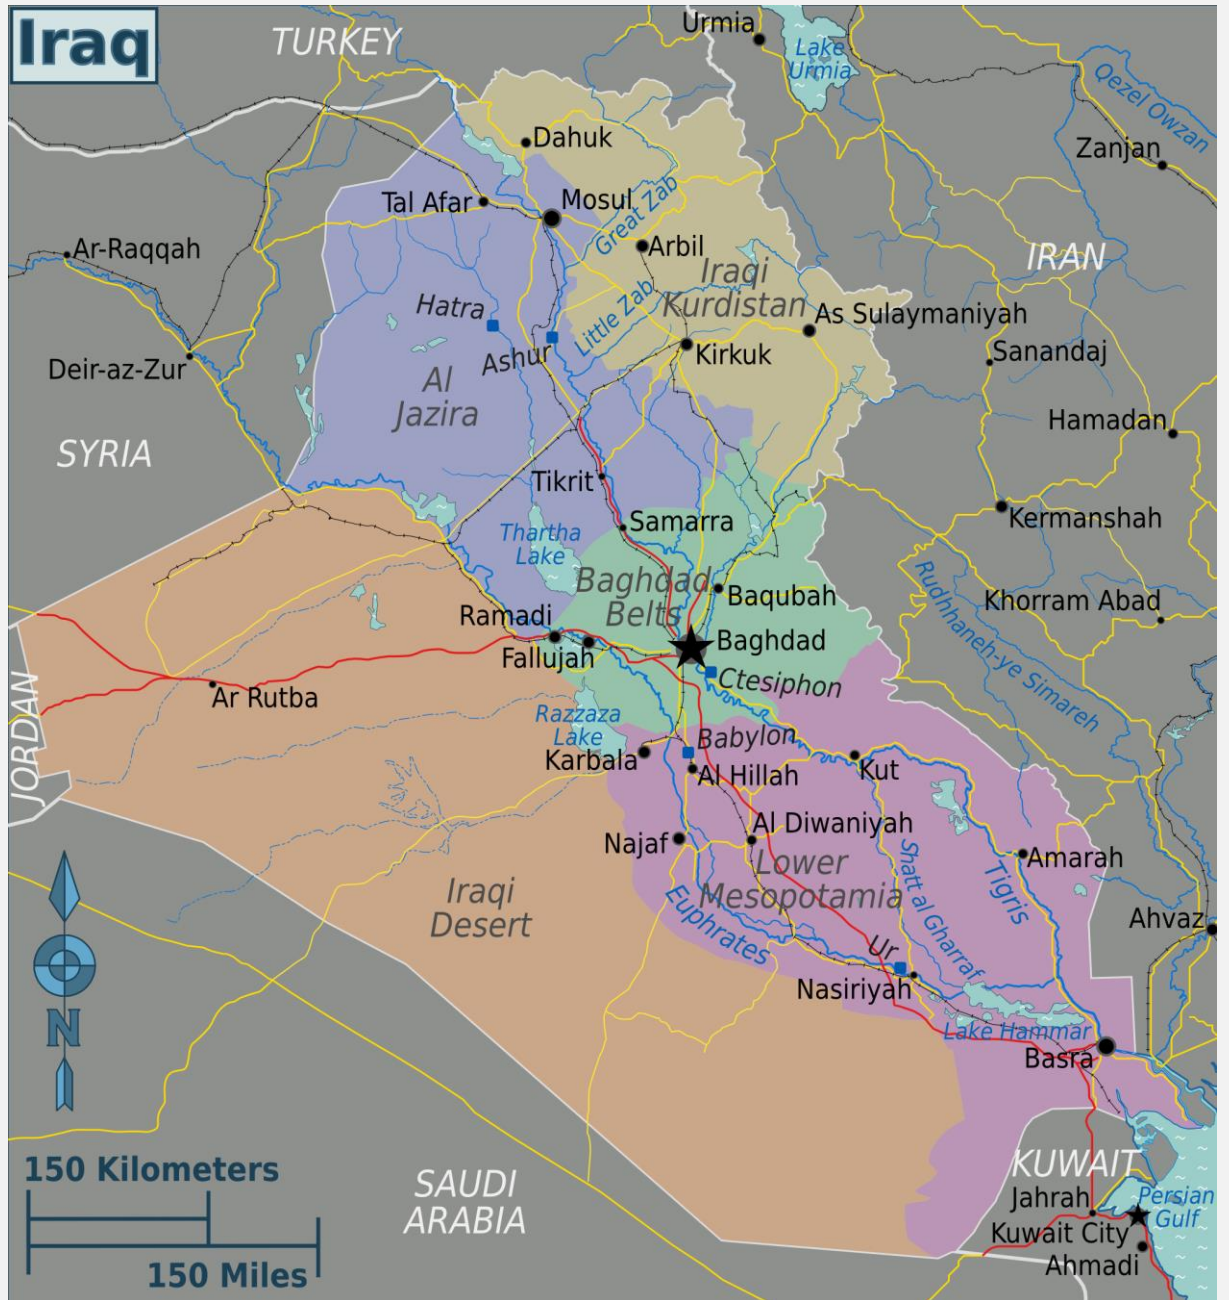 Iraq
TURKEY
Urmia
Lake
Urmia
Qezel Owzan
Zanjan
Dahuk
Tal Afar
Mosul
Great Zab
Arbil
Ar-Raqqah
IRAN
Iraqi
Kurdistan
Hatra
Little Zab
As Sulaymaniyah
Ashur
Kirkuk
Sanandaj
Deir-az-Zur
Al
Jazira
Hamadan
SYRIA
Tikrit
Samarra
Kermanshah
Thartha
Lake
Baghdad
Belts
Baqubah
Rudhhaneh-ye Simareh
Khorram Abad
Ramadi
Fallujah
Baghdad
Ctesiphon
JORDAN
Ar Rutba
Razzaza
Lake
Babylon
Karbala
Al Hillah
Kut
Najaf
Al Diwaniyah
Lower
Mesopotamia
Shatt al Gharraf
Tigris
Amarah
Iraqi
Desert
Euphrates
Ahvaz
Ur
Nasiriyah
N
Lake Hammar
Basra
150 Kilometers
150 Miles
SAUDI
ARABIA
KUWAIT
Jahrah
Persian
Gulf
Kuwait City
Ahmadi